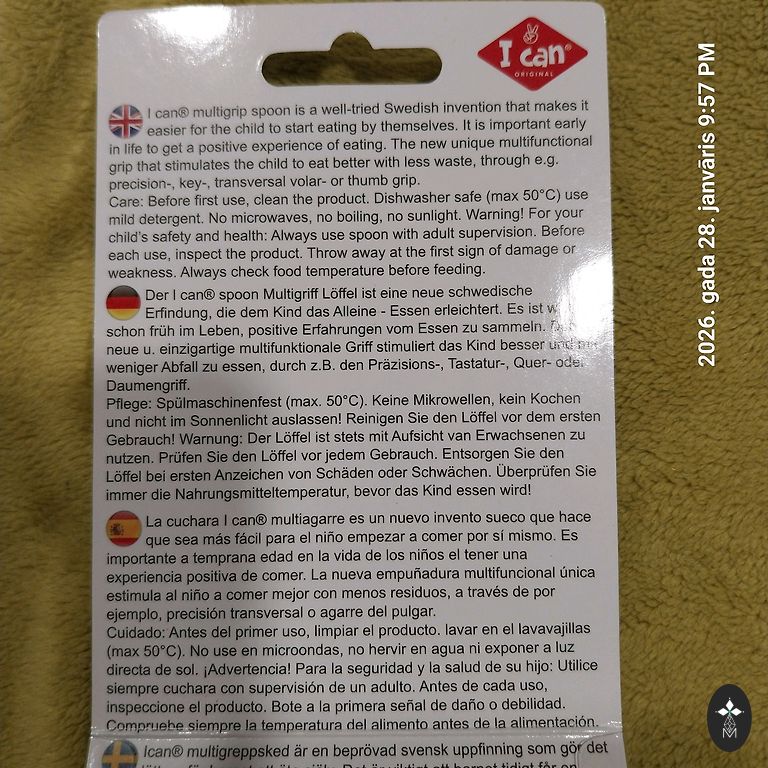 I can®
ORIGINAL
I can® multigrip spoon is a well-tried Swedish invention that makes it
easier for the child to start eating by themselves. It is important early
in life to get a positive experience of eating. The new unique multifunctional
grip that stimulates the child to eat better with less waste, through e.g.
precision-, key-, transversal volar- or thumb grip.
Care: Before first use, clean the product. Dishwasher safe (max 50°C) use
mild detergent. No microwaves, no boiling, no sunlight. Warning! For your
child's safety and health: Always use spoon with adult supervision. Before
each use, inspect the product. Throw away at the first sign of damage or
weakness. Always check food temperature before feeding.
Der I can® spoon Multigriff Löffel ist eine neue schwedische
Erfindung, die dem Kind das Alleine - Essen erleichtert. Es ist
schon früh im Leben, positive Erfahrungen vom Essen zu sammeln.
neue u. einzigartige multifunktionale Griff stimuliert das Kind besser und mit
weniger Abfall zu essen, durch z.B. den Präzisions-, Tastatur-, Quer- oder
Daumengriff.
Pflege: Spülmaschinenfest (max. 50°C). Keine Mikrowellen, kein Kochen
und nicht im Sonnenlicht auslassen! Reinigen Sie den Löffel vor dem ersten
Gebrauch! Warnung: Der Löffel ist stets mit Aufsicht van Erwachsenen zu
nutzen. Prüfen Sie den Löffel vor jedem Gebrauch. Entsorgen Sie den
Löffel bei ersten Anzeichen von Schäden oder Schwächen. Überprüfen Sie
immer die Nahrungsmitteltemperatur, bevor das Kind essen wird!
La cuchara I can® multiagarre es un nuevo invento sueco que hace
que sea más fácil para el niño empezar a comer por sí mismo. Es
importante a temprana edad en la vida de los niños el tener una
experiencia positiva de comer. La nueva empuñadura multifuncional única
estimula al niño a comer mejor con menos residuos, a través de por
ejemplo, precisión transversal o agarre del pulgar.
Cuidado: Antes del primer uso, limpiar el producto. lavar en el lavavajillas
(max 50°C). No use en microondas, no hervir en agua ni exponer a luz
directa de sol. ¡Advertencia! Para la seguridad y la salud de su hijo: Utilice
siempre cuchara con supervisión de un adulto. Antes de cada uso,
inspeccione el producto. Bote a la primera señal de daño o debilidad.
Compruebe siempre la temperatura del alimento antes de la alimentación.
Ican® multigreppsked är en beprövad svensk uppfinning som gör det
2026. gada 28. janvāris 9:57 PM
M